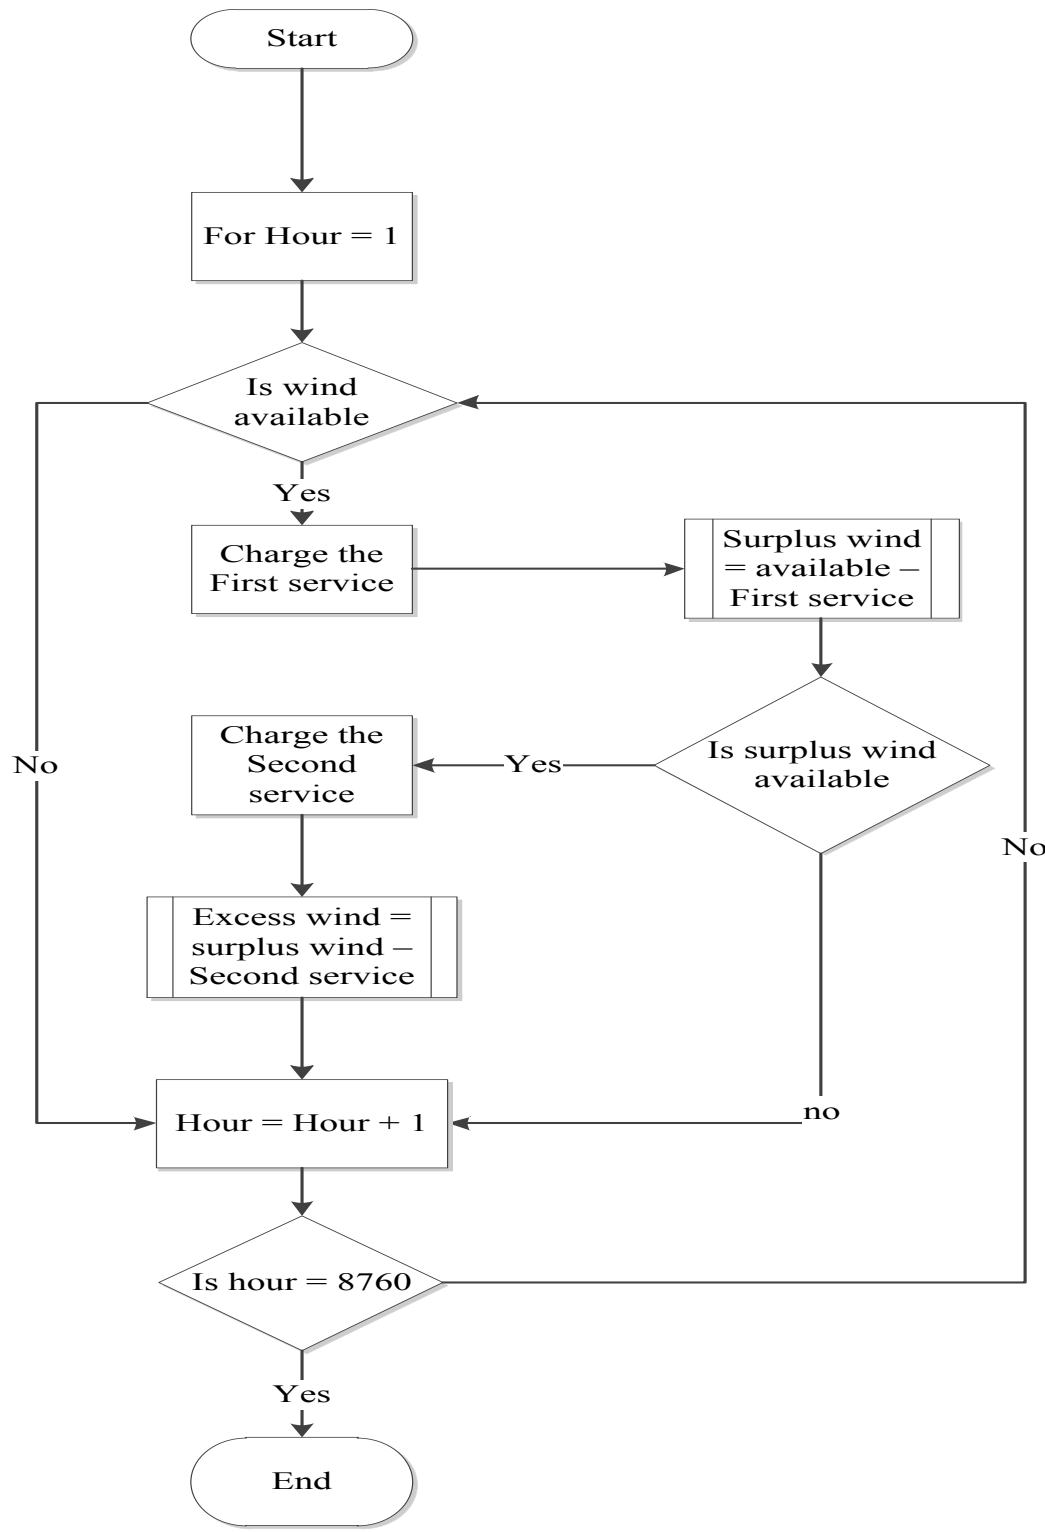 Start
For Hour = 1
Is wind
available
Yes
Charge the
First service
Surplus wind
= available –
First service
Is surplus wind
available
Yes
Charge the
Second
service
No
No
Excess wind =
surplus wind –
Second service
no
Hour = Hour + 1
Is hour = 8760
Yes
End